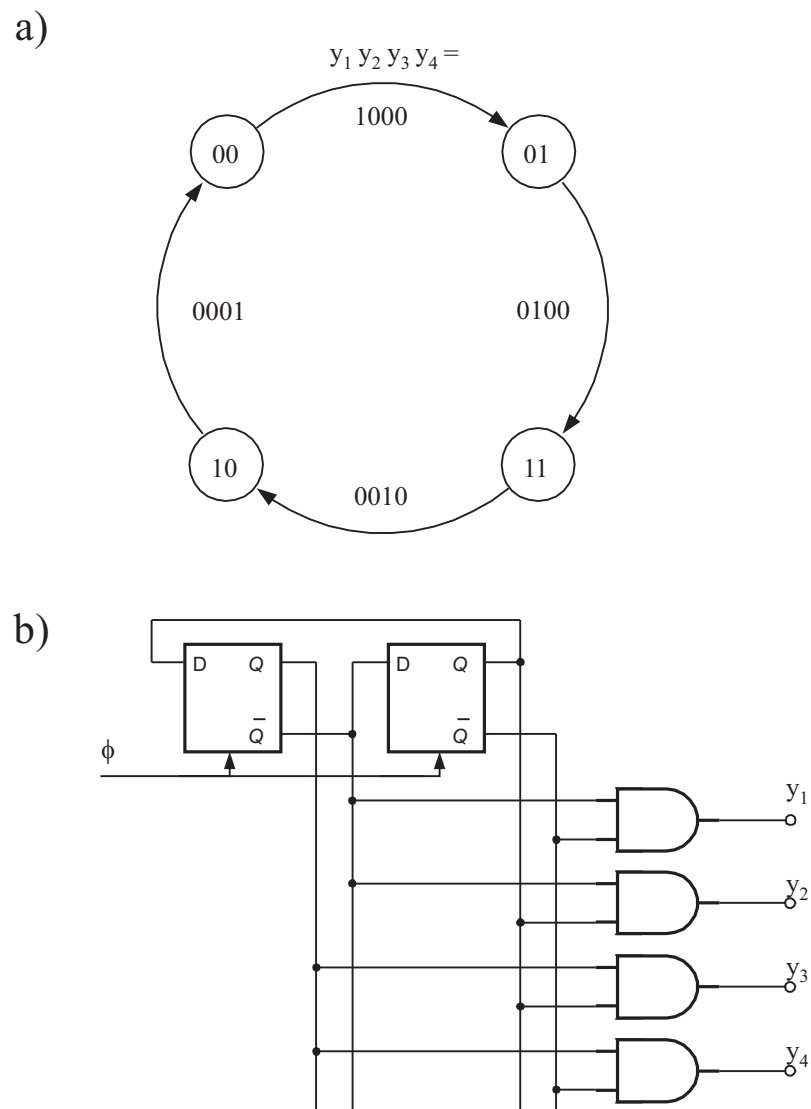 a)
y₁ y₂ y₃ y₄ =
1000
00
01
0001
0100
10
11
0010
b)
D Q D Q
Q̅ Q̅
ϕ
y₁
y₂
y₃
y₄